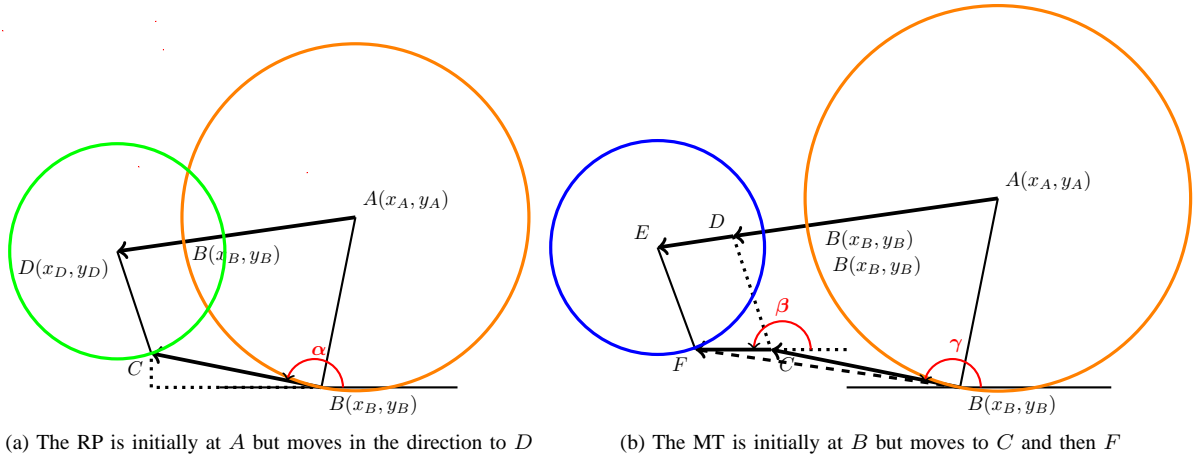 A(x_A, y_A)
B(x_B, y_B)
D(x_D, y_D)
C
α
B(x_B, y_B)
(a) The RP is initially at A but moves in the direction to D
A(x_A, y_A)
D
E
B(x_B, y_B)
B(x_B, y_B)
β
F
C
γ
B(x_B, y_B)
(b) The MT is initially at B but moves to C and then F